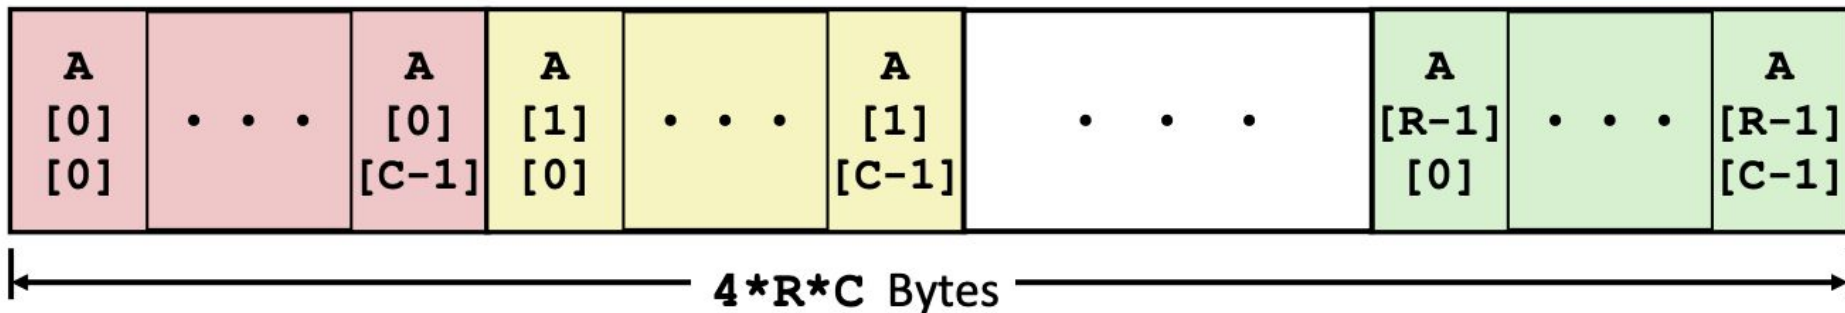 A A A A A A
[0] • • • [0] [1] • • • [1] • • • [R-1] • • • [R-1]
[0] [C-1] [0] [C-1] [0] [C-1]
4*R*C Bytes